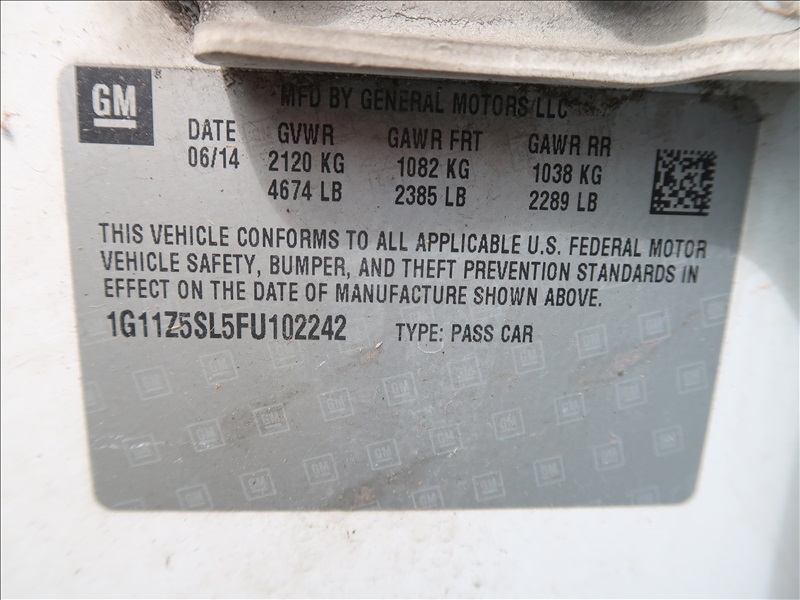 GM
MFD BY GENERAL MOTORS LLC
DATE GVWR GAWR FRT GAWR RR
06/14 2120 KG 1082 KG 1038 KG
4674 LB 2385 LB 2289 LB
THIS VEHICLE CONFORMS TO ALL APPLICABLE U.S. FEDERAL MOTOR
VEHICLE SAFETY, BUMPER, AND THEFT PREVENTION STANDARDS IN
EFFECT ON THE DATE OF MANUFACTURE SHOWN ABOVE.
1G11Z5SL5FU102242 TYPE: PASS CAR